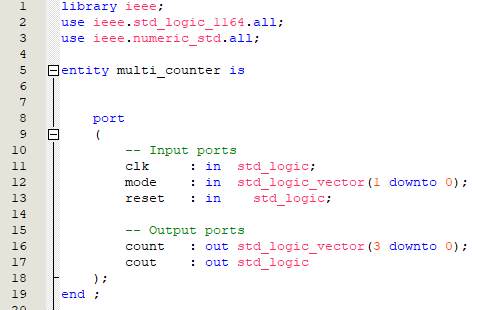 1 library ieee;
2 use ieee.std_logic_1164.all;
3 use ieee.numeric_std.all;
4
5 entity multi_counter is
6
7
8 port
9 (
10 -- Input ports
11 clk : in std_logic;
12 mode : in std_logic_vector(1 downto 0);
13 reset : in std_logic;
14
15 -- Output ports
16 count : out std_logic_vector(3 downto 0);
17 cout : out std_logic
18 );
19 end ;
20